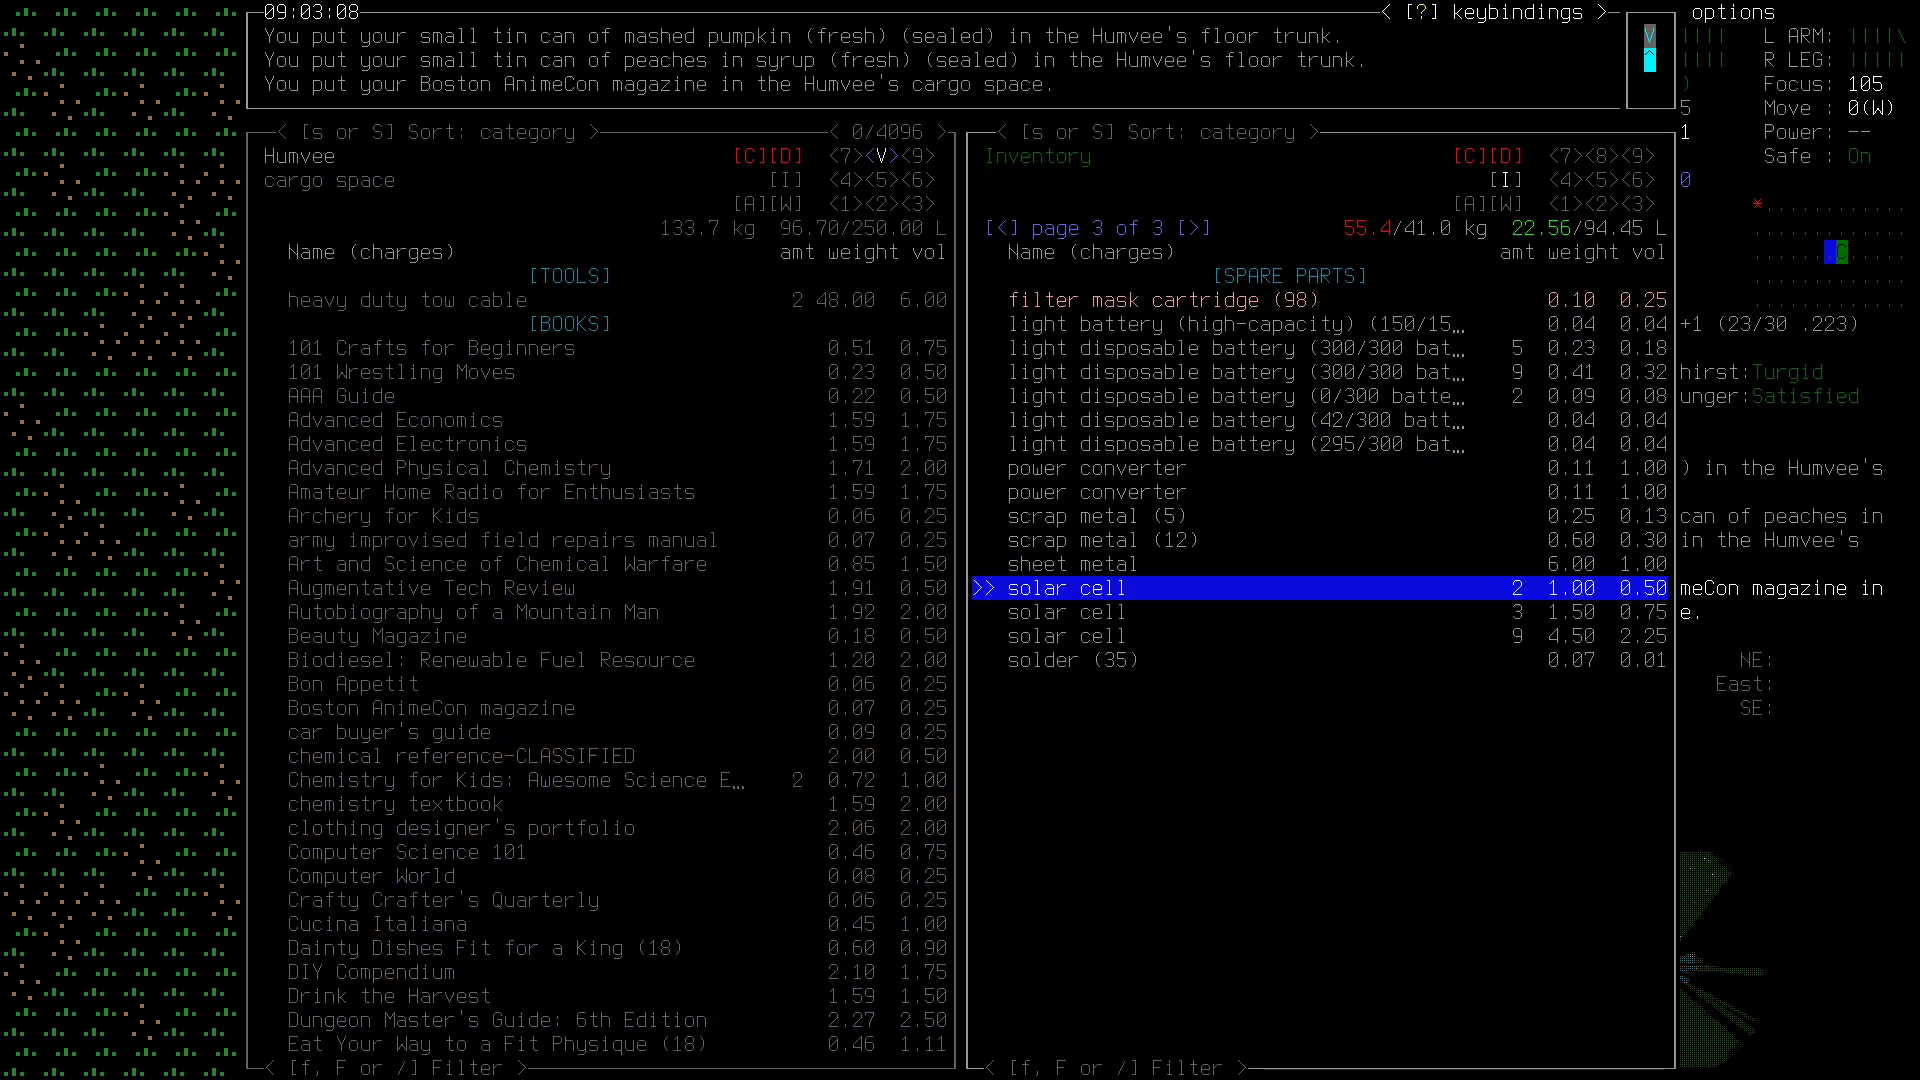 09:03:08
< [?] keybindings >
options
You put your small tin can of mashed pumpkin (fresh) (sealed) in the Humvee's floor trunk.
You put your small tin can of peaches in syrup (fresh) (sealed) in the Humvee's floor trunk.
You put your Boston AnimeCon magazine in the Humvee's cargo space.
L ARM: ||||\
R LEG: |||||
Focus: 105
Move : 0(W)
Power: --
Safe : On
< [s or S] Sort: category >
< 0/4096 >
Humvee [C][D] <7><V><9>
cargo space [I] <4><5><6>
[A][W] <1><2><3>
133.7 kg 96.70/250.00 L
Name (charges) amt weight vol
[TOOLS]
heavy duty tow cable 2 48.00 6.00
[BOOKS]
101 Crafts for Beginners 0.51 0.75
101 Wrestling Moves 0.23 0.50
AAA Guide 0.22 0.50
Advanced Economics 1.59 1.75
Advanced Electronics 1.59 1.75
Advanced Physical Chemistry 1.71 2.00
Amateur Home Radio for Enthusiasts 1.59 1.75
Archery for Kids 0.06 0.25
army improvised field repairs manual 0.07 0.25
Art and Science of Chemical Warfare 0.85 1.50
Augmentative Tech Review 1.91 0.50
Autobiography of a Mountain Man 1.92 2.00
Beauty Magazine 0.18 0.50
Biodiesel: Renewable Fuel Resource 1.20 2.00
Bon Appetit 0.06 0.25
Boston AnimeCon magazine 0.07 0.25
car buyer's guide 0.09 0.25
chemical reference-CLASSIFIED 2.00 0.50
Chemistry for Kids: Awesome Science E… 2 0.72 1.00
chemistry textbook 1.59 2.00
clothing designer's portfolio 2.06 2.00
Computer Science 101 0.46 0.75
Computer World 0.08 0.25
Crafty Crafter's Quarterly 0.06 0.25
Cucina Italiana 0.45 1.00
Dainty Dishes Fit for a King (18) 0.60 0.90
DIY Compendium 2.10 1.75
Drink the Harvest 1.59 1.50
Dungeon Master's Guide: 6th Edition 2.27 2.50
Eat Your Way to a Fit Physique (18) 0.46 1.11
< [f, F or /] Filter >
< [s or S] Sort: category >
Inventory [C][D] <7><8><9>
[I] <4><5><6>
[A][W] <1><2><3>
[<] page 3 of 3 [>] 55.4/41.0 kg 22.56/94.45 L
Name (charges) amt weight vol
[SPARE PARTS]
filter mask cartridge (98) 0.10 0.25
light battery (high-capacity) (150/15… 0.04 0.04
light disposable battery (300/300 bat… 5 0.23 0.18
light disposable battery (300/300 bat… 9 0.41 0.32
light disposable battery (0/300 batte… 2 0.09 0.08
light disposable battery (42/300 batt… 0.04 0.04
light disposable battery (295/300 bat… 0.04 0.04
power converter 0.11 1.00
power converter 0.11 1.00
scrap metal (5) 0.25 0.13
scrap metal (12) 0.60 0.30
sheet metal 6.00 1.00
>> solar cell 2 1.00 0.50
solar cell 3 1.50 0.75
solar cell 9 4.50 2.25
solder (35) 0.07 0.01
< [f, F or /] Filter >
)
5
1
0
+1 (23/30 .223)
hirst:Turgid
unger:Satisfied
) in the Humvee's
can of peaches in
in the Humvee's
meCon magazine in
e.
NE:
East:
SE: